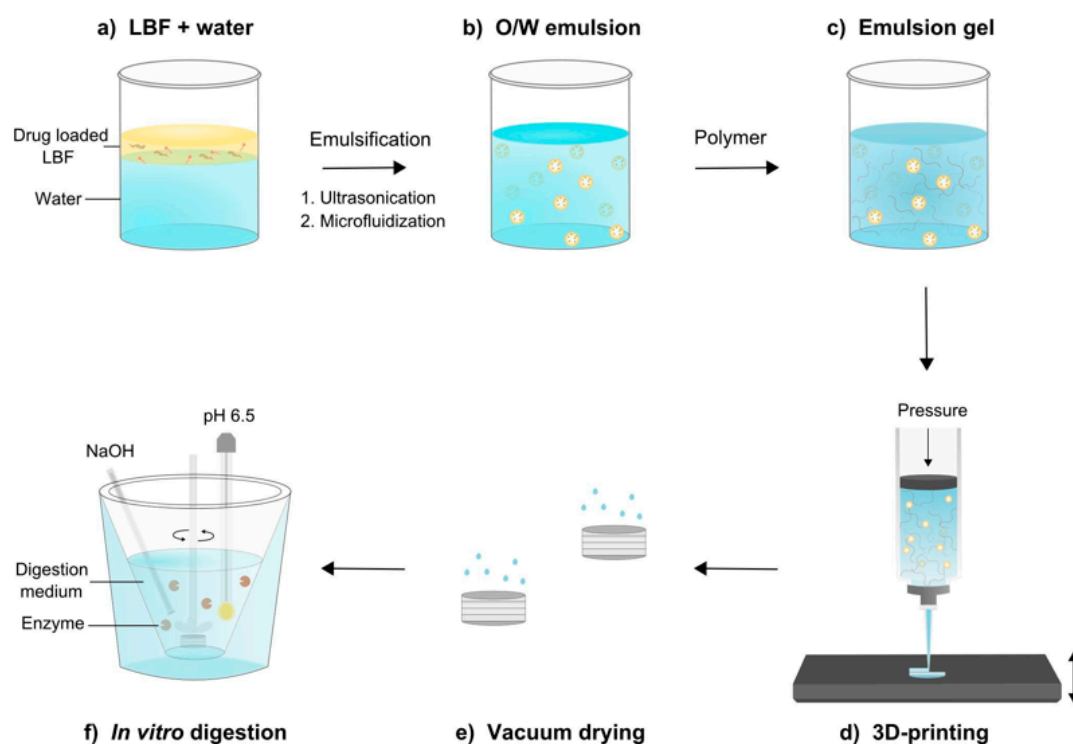 a) LBF + water
b) O/W emulsion
c) Emulsion gel
Drug loaded
LBF
Water
Emulsification
1. Ultrasonication
2. Microfluidization
Polymer
Pressure
pH 6.5
NaOH
Digestion
medium
Enzyme
f) In vitro digestion
e) Vacuum drying
d) 3D-printing